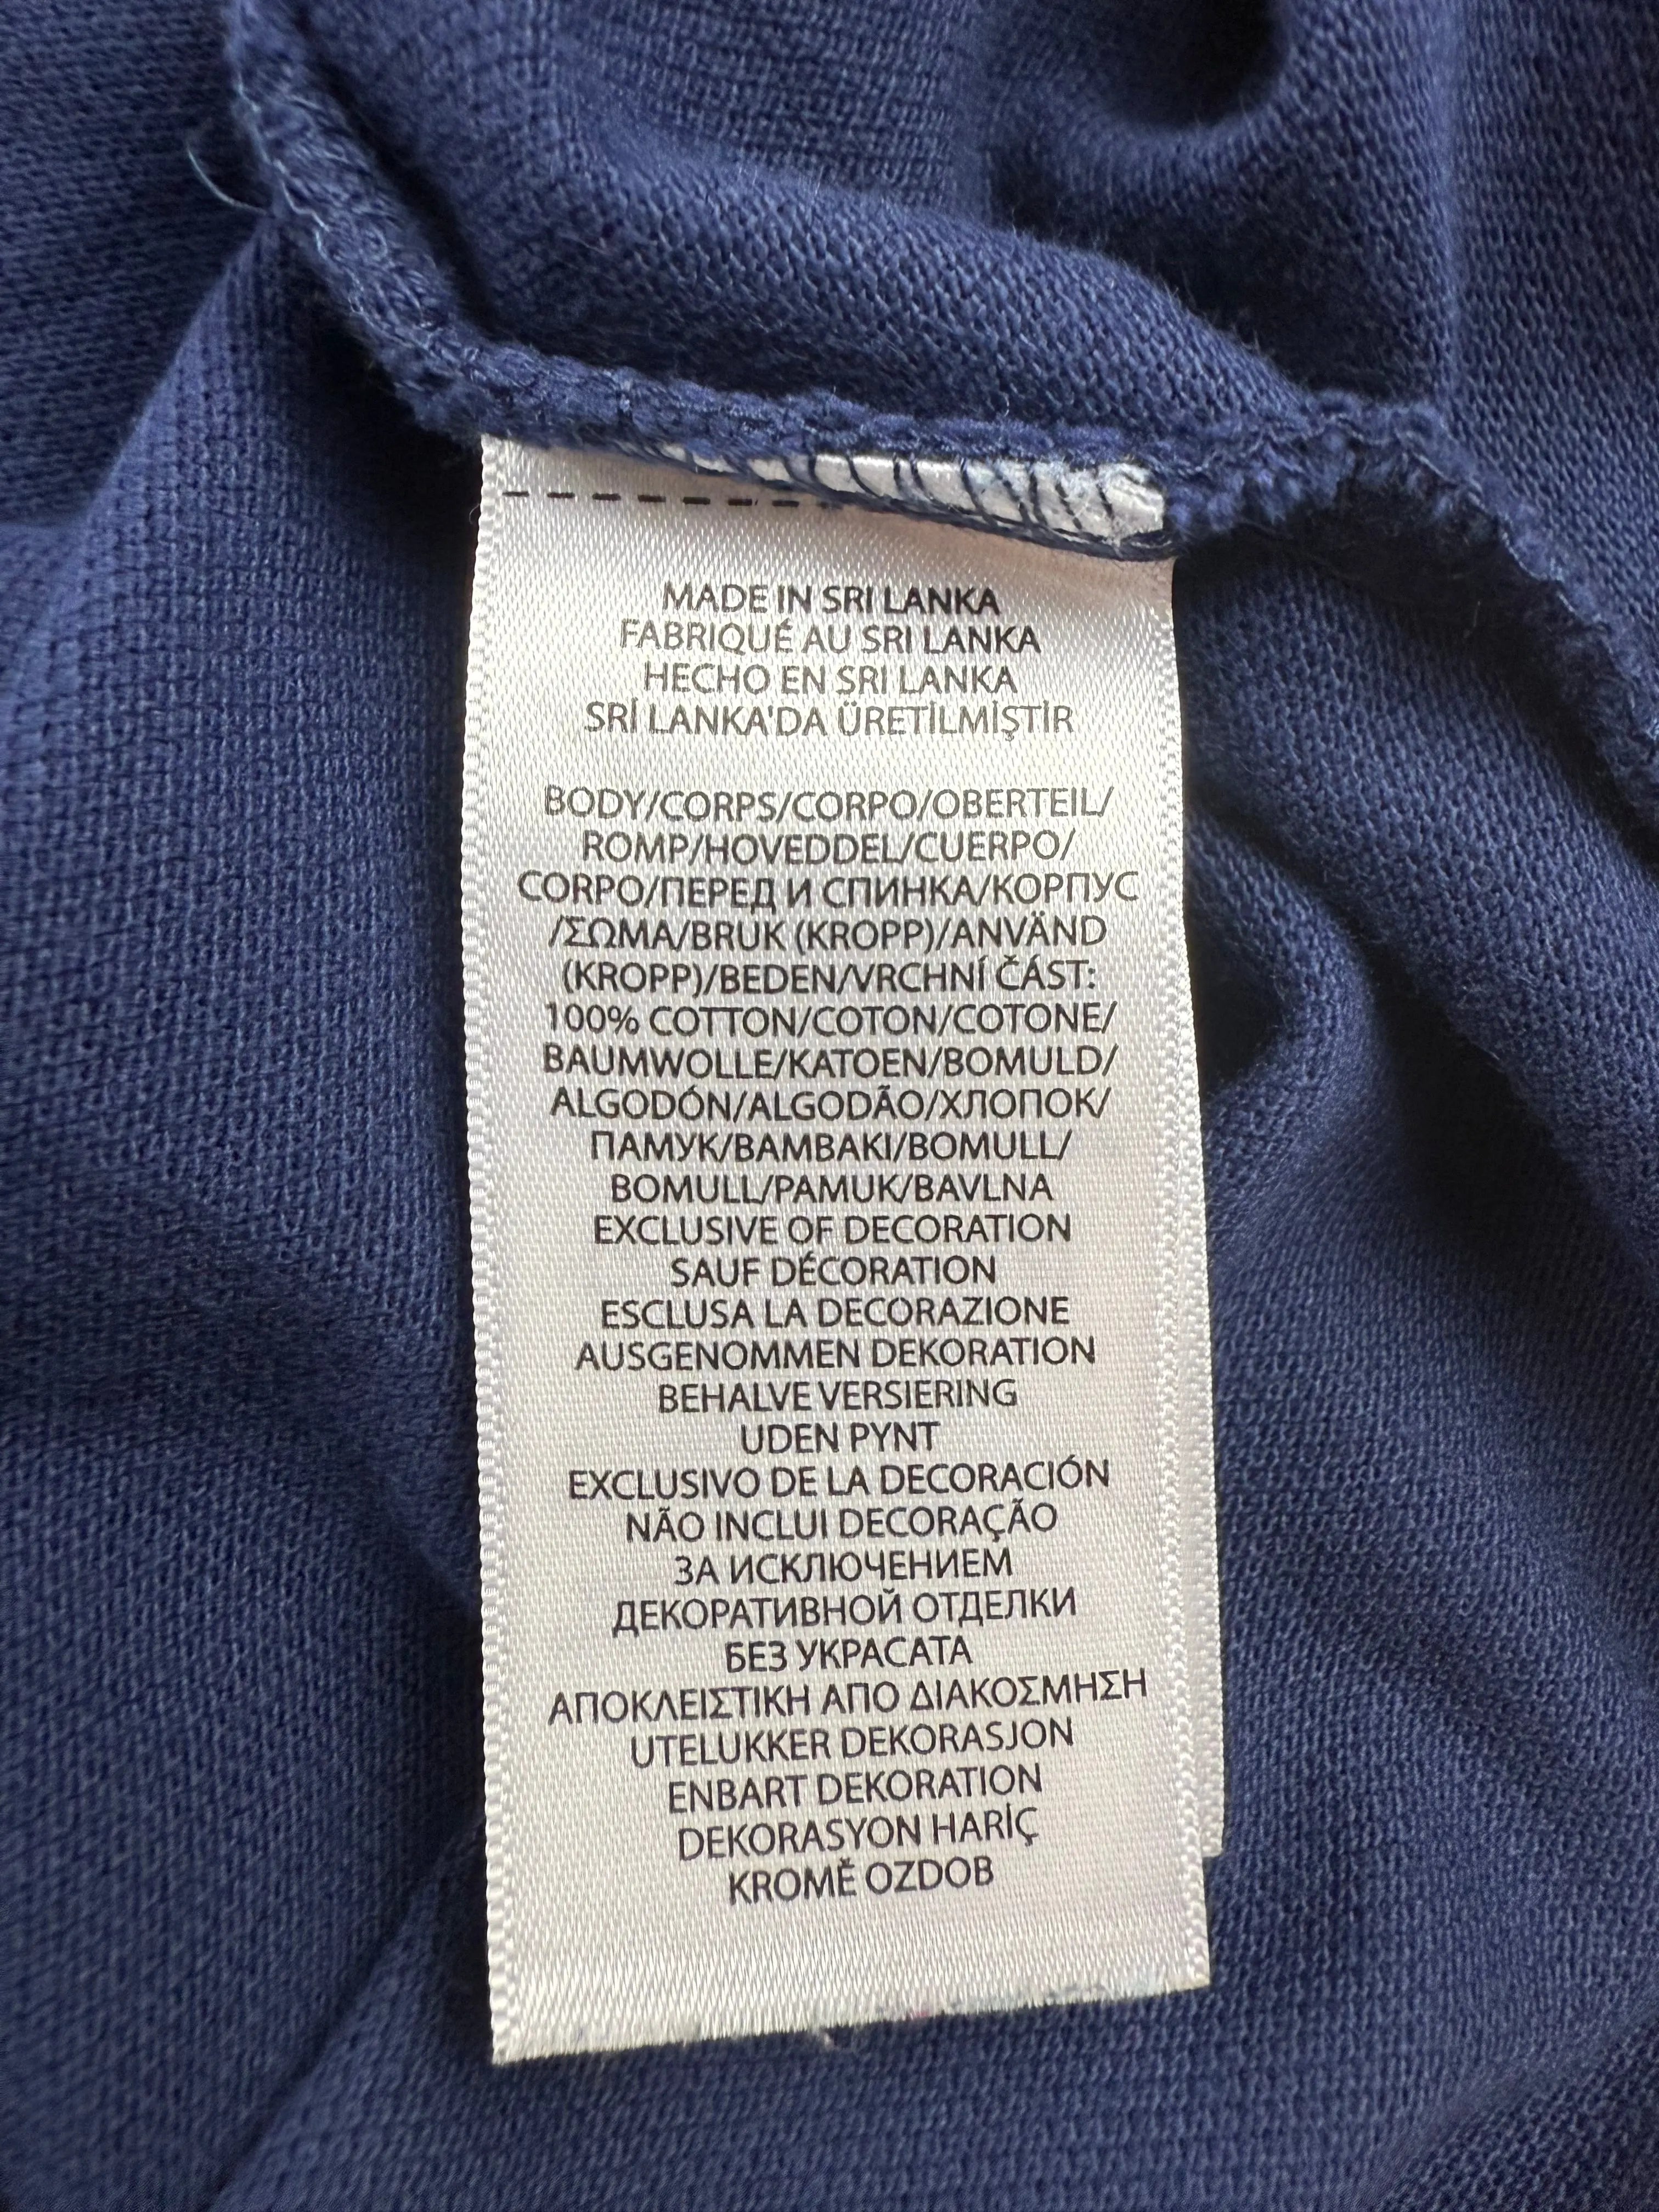 MADE IN SRI LANKA
FABRIQUÉ AU SRI LANKA
HECHO EN SRI LANKA
SRİ LANKA'DA ÜRETİLMİŞTİR
BODY/CORPS/CORPO/OBERTEIL/
ROMP/HOVEDDEL/CUERPO/
CORPO/ПЕРЕД И СПИНКА/КОРПУС
/ΣΩΜΑ/BRUK (KROPP)/ANVÄND
(KROPP)/BEDEN/VRCHNÍ ČÁST:
100% COTTON/COTON/COTONE/
BAUMWOLLE/KATOEN/BOMULD/
ALGODÓN/ALGODÃO/ХЛОПОК/
ПАМУК/ΒΑΜΒΑΚΙ/BOMULL/
BOMULL/PAMUK/BAVLNA
EXCLUSIVE OF DECORATION
SAUF DÉCORATION
ESCLUSA LA DECORAZIONE
AUSGENOMMEN DEKORATION
BEHALVE VERSIERING
UDEN PYNT
EXCLUSIVO DE LA DECORACIÓN
NÃO INCLUI DECORAÇÃO
ЗА ИСКЛЮЧЕНИЕМ
ДЕКОРАТИВНОЙ ОТДЕЛКИ
БЕЗ УКРАСАТА
ΑΠΟΚΛΕΙΣΤΙΚΗ ΑΠΟ ΔΙΑΚΟΣΜΗΣΗ
UTELUKKER DEKORASJON
ENBART DEKORATION
DEKORASYON HARİÇ
KROMĚ OZDOB